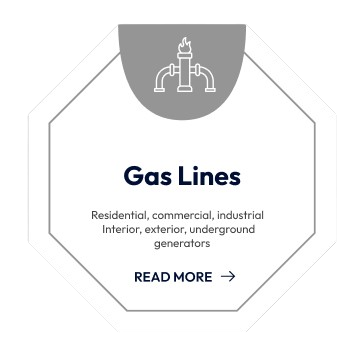 Gas Lines
Residential, commercial, industrial
Interior, exterior, underground
generators
READ MORE →